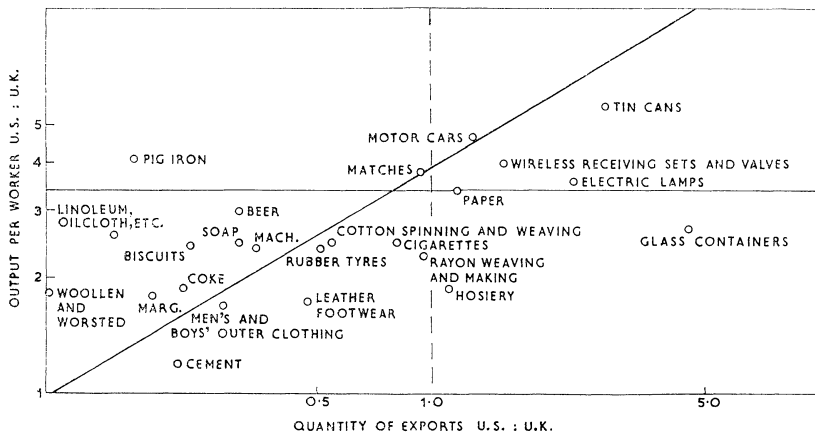 OUTPUT PER WORKER U.S. : U.K.
5
4
3
2
1
TIN CANS
MOTOR CARS
PIG IRON
MATCHES
WIRELESS RECEIVING SETS AND VALVES
ELECTRIC LAMPS
PAPER
LINOLEUM,
OILCLOTH, ETC.
BEER
SOAP
MACH.
BISCUITS
COTTON SPINNING AND WEAVING
CIGARETTES
RUBBER TYRES
RAYON WEAVING
AND MAKING
GLASS CONTAINERS
COKE
HOSIERY
WOOLLEN
AND
WORSTED
MARG.
MEN'S AND
BOYS' OUTER CLOTHING
LEATHER
FOOTWEAR
CEMENT
0·5
1·0
5·0
QUANTITY OF EXPORTS U.S. : U.K.